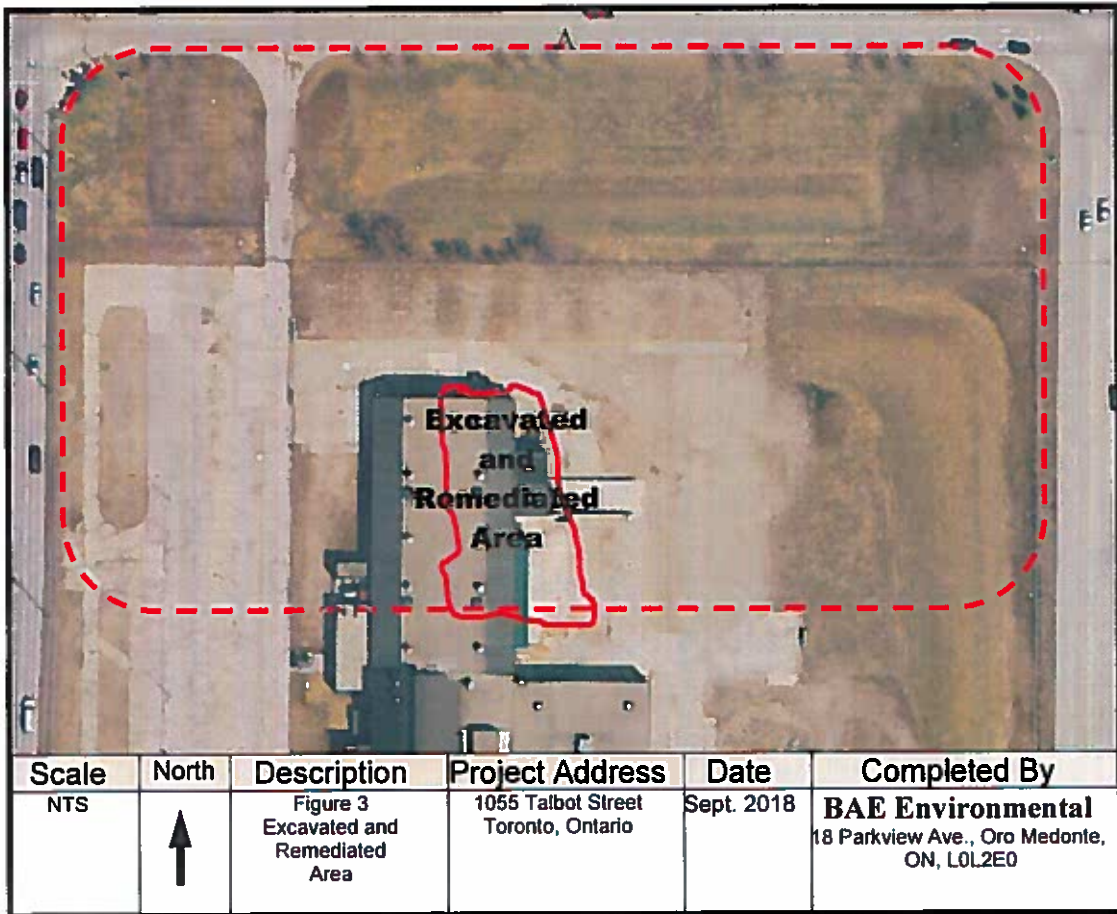 A
Excavated
and
Remediated
Area
Scale
North
Description
Project Address
Date
Completed By
NTS
Figure 3
Excavated and
Remediated
Area
1055 Talbot Street
Toronto, Ontario
Sept. 2018
BAE Environmental
18 Parkview Ave., Oro Medonte,
ON, L0L2E0